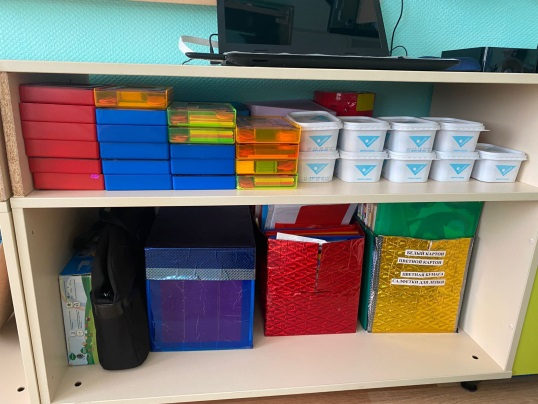 БЕЛЫЙ КАРТОН
ЦВЕТНОЙ КАРТОН
ЦВЕТНАЯ БУМАГА
САЛФЕТКИ ДЛЯ ЛЕПКИ